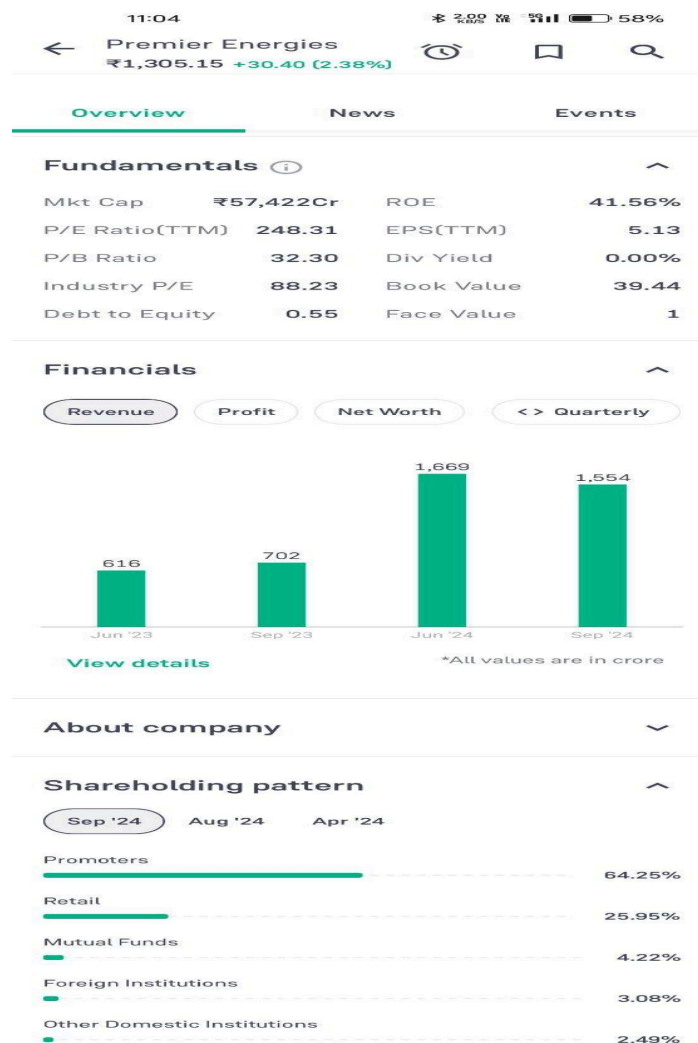 11:04 2.00 KB/S Vo LTE 5G 58%
Premier Energies
₹1,305.15 +30.40 (2.38%)
Overview News Events
Fundamentals
Mkt Cap ₹57,422Cr ROE 41.56%
P/E Ratio(TTM) 248.31 EPS(TTM) 5.13
P/B Ratio 32.30 Div Yield 0.00%
Industry P/E 88.23 Book Value 39.44
Debt to Equity 0.55 Face Value 1
Financials
Revenue Profit Net Worth <> Quarterly
616 702 1,669 1,554
Jun '23 Sep '23 Jun '24 Sep '24
View details *All values are in crore
About company
Shareholding pattern
Sep '24 Aug '24 Apr '24
Promoters
64.25%
Retail
25.95%
Mutual Funds
4.22%
Foreign Institutions
3.08%
Other Domestic Institutions
2.49%